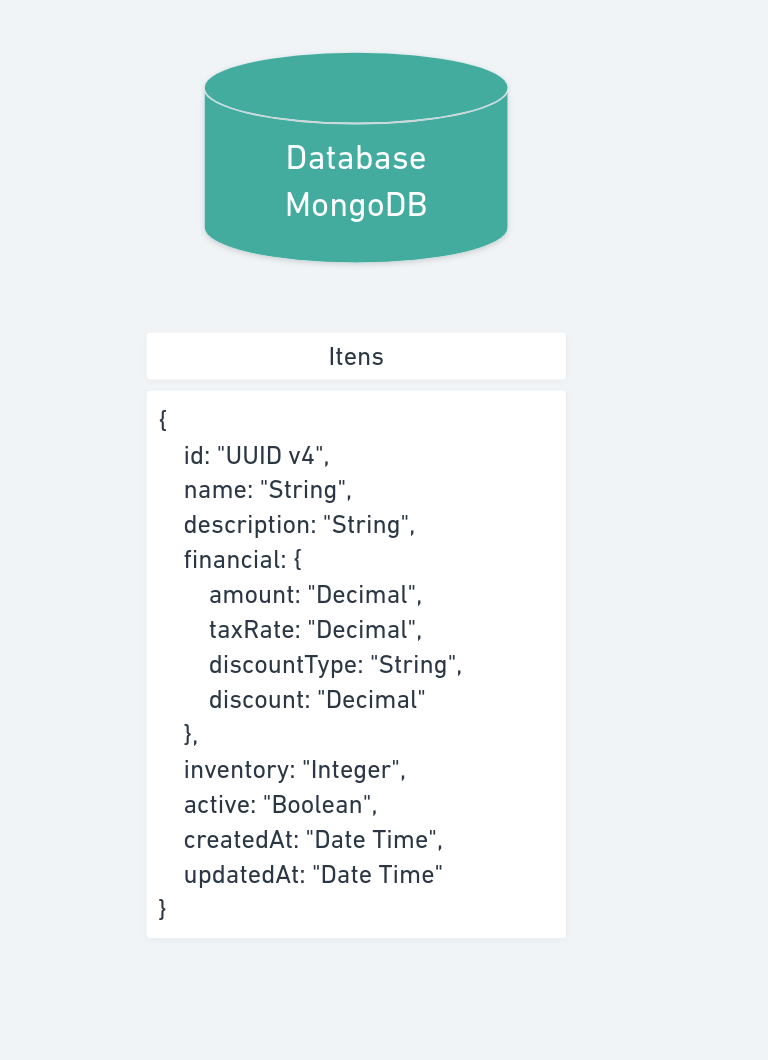 Database
MongoDB
Itens
{
id: "UUID v4",
name: "String",
description: "String",
financial: {
amount: "Decimal",
taxRate: "Decimal",
discountType: "String",
discount: "Decimal"
},
inventory: "Integer",
active: "Boolean",
createdAt: "Date Time",
updatedAt: "Date Time"
}